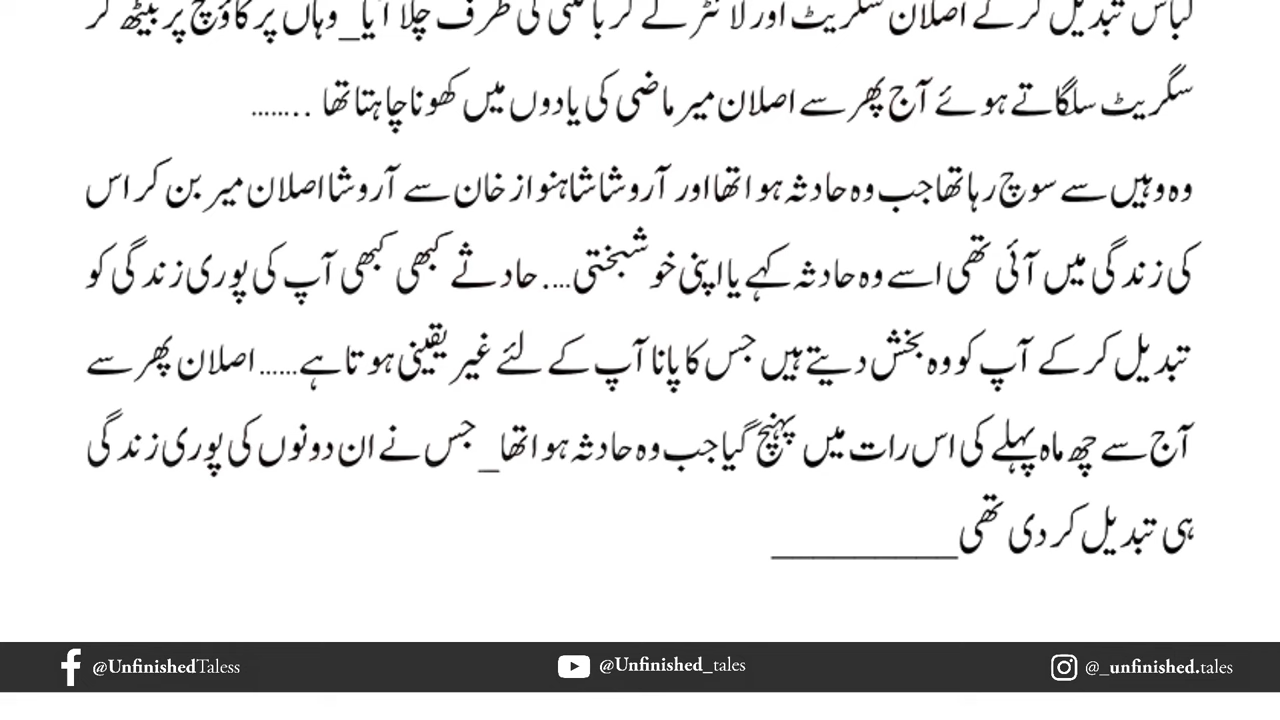 لباس تبدیل کر کے اصلان سگریٹ اور لائٹر لے کر بالکنی کی طرف چلا آیا_ وہاں پر کاؤچ پر بیٹھ کر
سگریٹ سلگاتے ہوئے آج پھر سے اصلان میر ماضی کی یادوں میں کھونا چاہتا تھا ........
وہ وہیں سے سوچ رہا تھا جب وہ حادثہ ہوا تھا اور آروشا شاہنواز خان سے آروشا اصلان میر بن کر اس
کی زندگی میں آئی تھی اسے وہ حادثہ کہے یا اپنی خوشبختی.... حادثے کبھی کبھی آپ کی پوری زندگی کو
تبدیل کر کے آپ کو وہ بخش دیتے ہیں جس کا پانا آپ کے لئے غیر یقینی ہوتا ہے...... اصلان پھر سے
آج سے چھ ماہ پہلے کی اس رات میں پہنچ گیا جب وہ حادثہ ہوا تھا_ جس نے ان دونوں کی پوری زندگی
ہی تبدیل کر دی تھی_________
@UnfinishedTaless @Unfinished_tales @_unfinished.tales